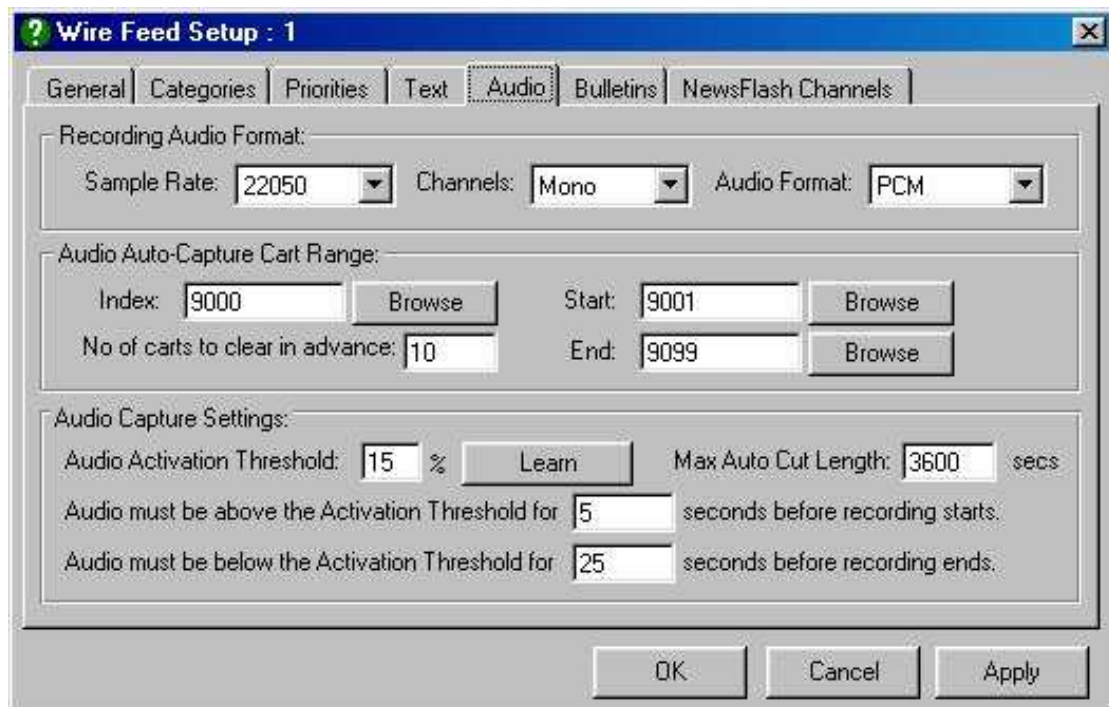 Wire Feed Setup : 1
General Categories Priorities Text Audio Bulletins NewsFlash Channels
Recording Audio Format:
Sample Rate: 22050 Channels: Mono Audio Format: PCM
Audio Auto-Capture Cart Range:
Index: 9000 Browse Start: 9001 Browse
No of carts to clear in advance: 10 End: 9099 Browse
Audio Capture Settings:
Audio Activation Threshold: 15 % Learn Max Auto Cut Length: 3600 secs
Audio must be above the Activation Threshold for 5 seconds before recording starts.
Audio must be below the Activation Threshold for 25 seconds before recording ends.
OK Cancel Apply